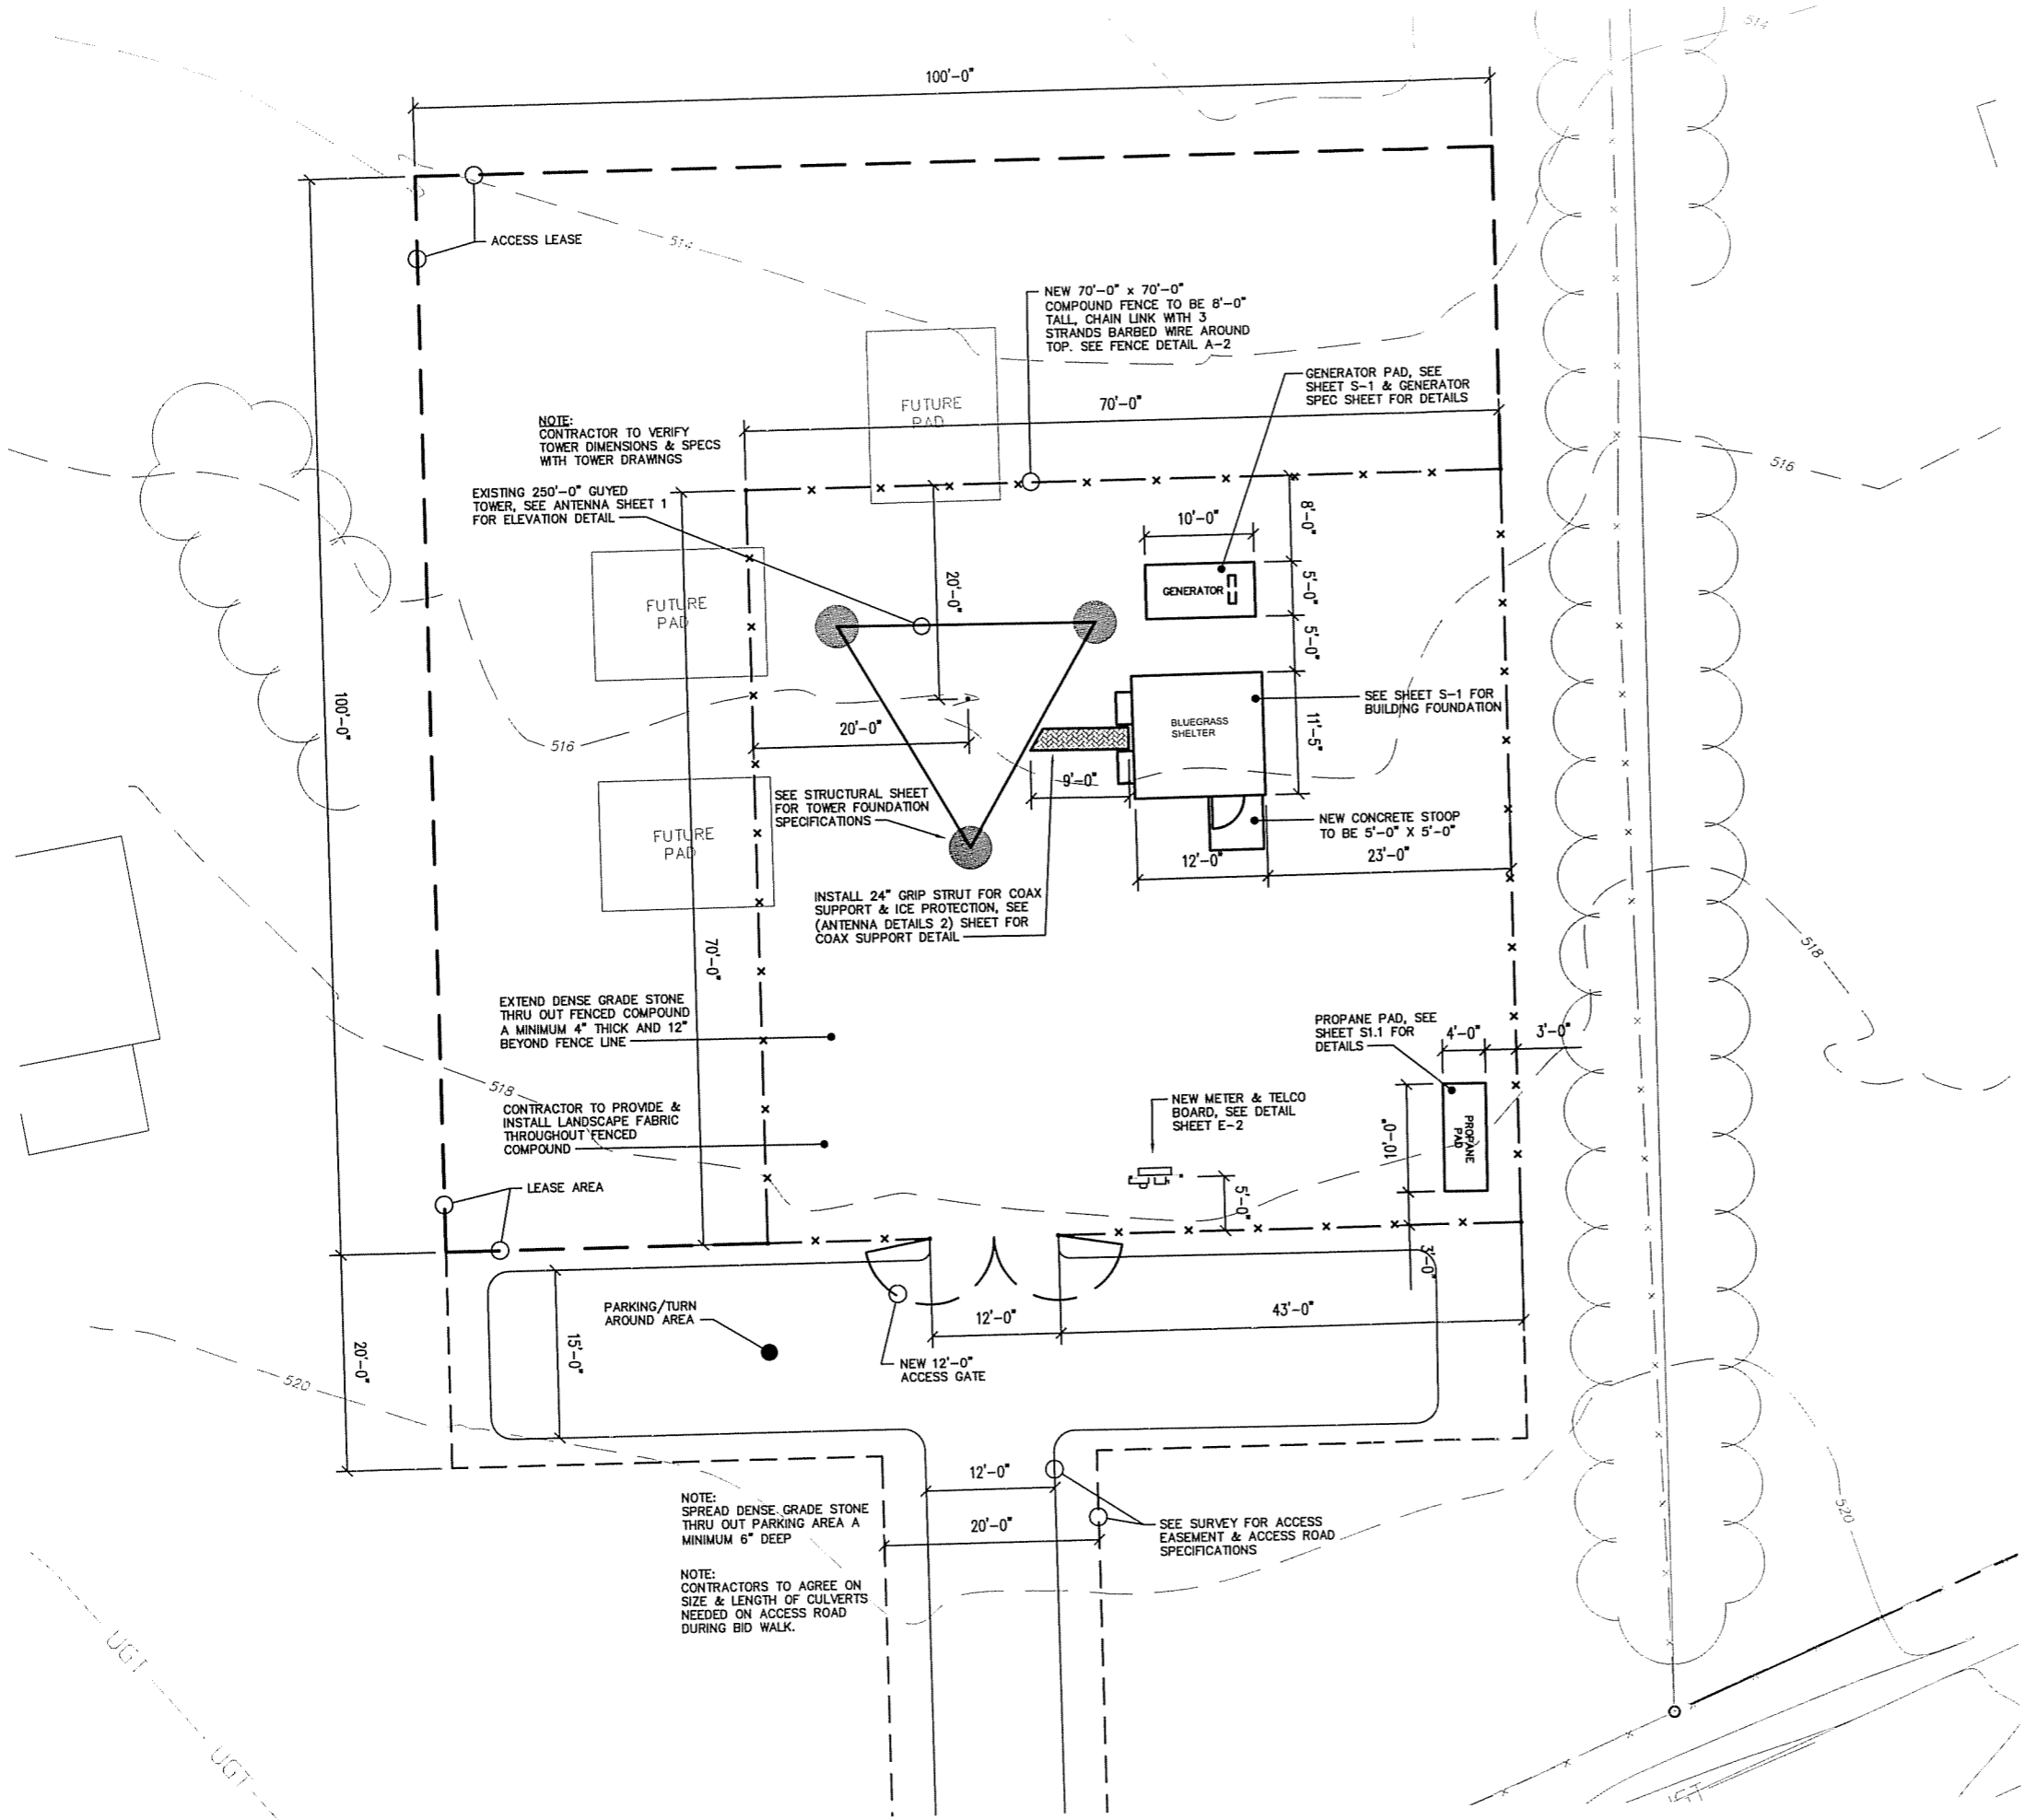 514
100'-0"
ACCESS LEASE
514
NEW 70'-0" x 70'-0"
COMPOUND FENCE TO BE 8'-0"
TALL, CHAIN LINK WITH 3
STRANDS BARBED WIRE AROUND
TOP. SEE FENCE DETAIL A-2
GENERATOR PAD, SEE
SHEET S-1 & GENERATOR
SPEC SHEET FOR DETAILS
70'-0"
FUTURE
PAD
NOTE:
CONTRACTOR TO VERIFY
TOWER DIMENSIONS & SPECS
WITH TOWER DRAWINGS
516
EXISTING 250'-0" GUYED
TOWER, SEE ANTENNA SHEET 1
FOR ELEVATION DETAIL
10'-0"
8'-0"
GENERATOR
5'-0"
5'-0"
20'-0"
FUTURE
PAD
SEE SHEET S-1 FOR
BUILDING FOUNDATION
BLUEGRASS
SHELTER
11'-5"
100'-0"
20'-0"
516
9'-0"
SEE STRUCTURAL SHEET
FOR TOWER FOUNDATION
SPECIFICATIONS
NEW CONCRETE STOOP
TO BE 5'-0" X 5'-0"
FUTURE
PAD
12'-0"
23'-0"
INSTALL 24" GRIP STRUT FOR COAX
SUPPORT & ICE PROTECTION, SEE
(ANTENNA DETAILS 2) SHEET FOR
COAX SUPPORT DETAIL
518
70'-0"
EXTEND DENSE GRADE STONE
THRU OUT FENCED COMPOUND
A MINIMUM 4" THICK AND 12"
BEYOND FENCE LINE
PROPANE PAD, SEE
SHEET S1.1 FOR
DETAILS
4'-0"
3'-0"
518
CONTRACTOR TO PROVIDE &
INSTALL LANDSCAPE FABRIC
THROUGHOUT FENCED
COMPOUND
NEW METER & TELCO
BOARD, SEE DETAIL
SHEET E-2
10'-0"
PROPANE
PAD
LEASE AREA
5'-0"
3'-0"
PARKING/TURN
AROUND AREA
15'-0"
20'-0"
12'-0"
43'-0"
NEW 12'-0"
ACCESS GATE
520
12'-0"
NOTE:
SPREAD DENSE GRADE STONE
THRU OUT PARKING AREA A
MINIMUM 6" DEEP
20'-0"
SEE SURVEY FOR ACCESS
EASEMENT & ACCESS ROAD
SPECIFICATIONS
520
NOTE:
CONTRACTORS TO AGREE ON
SIZE & LENGTH OF CULVERTS
NEEDED ON ACCESS ROAD
DURING BID WALK.
UGT
UGT